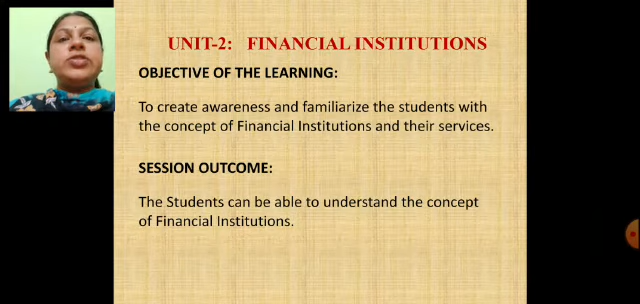 UNIT-2: FINANCIAL INSTITUTIONS
OBJECTIVE OF THE LEARNING:
To create awareness and familiarize the students with
the concept of Financial Institutions and their services.
SESSION OUTCOME:
The Students can be able to understand the concept
of Financial Institutions.